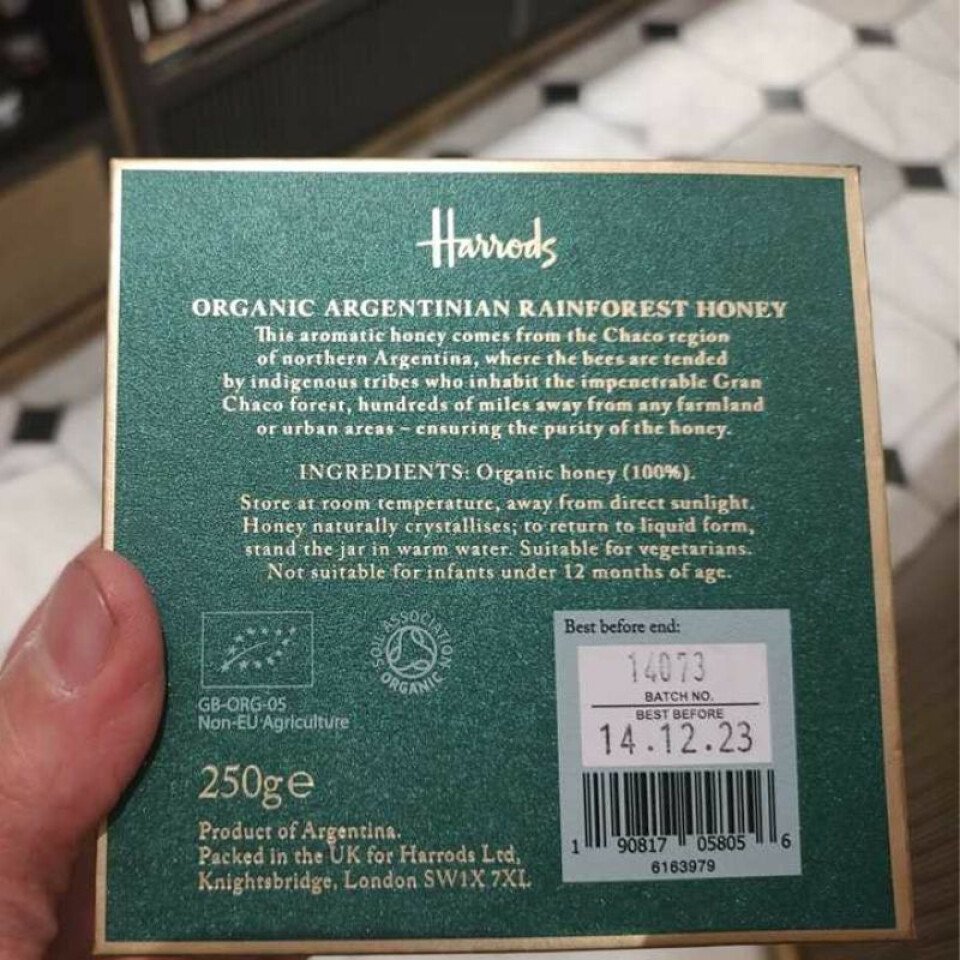 Harrods
ORGANIC ARGENTINIAN RAINFOREST HONEY
This aromatic honey comes from the Chaco region
of northern Argentina, where the bees are tended
by indigenous tribes who inhabit the impenetrable Gran
Chaco forest, hundreds of miles away from any farmland
or urban areas – ensuring the purity of the honey.
INGREDIENTS: Organic honey (100%).
Store at room temperature, away from direct sunlight.
Honey naturally crystallises; to return to liquid form,
stand the jar in warm water. Suitable for vegetarians.
Not suitable for infants under 12 months of age.
SOIL ASSOCIATION
ORGANIC
GB-ORG-05
Non-EU Agriculture
250g e
Product of Argentina.
Packed in the UK for Harrods Ltd,
Knightsbridge, London SW1X 7XL
Best before end:
14073
BATCH NO.
BEST BEFORE
14.12.23
1 90817 05805 6
6163979